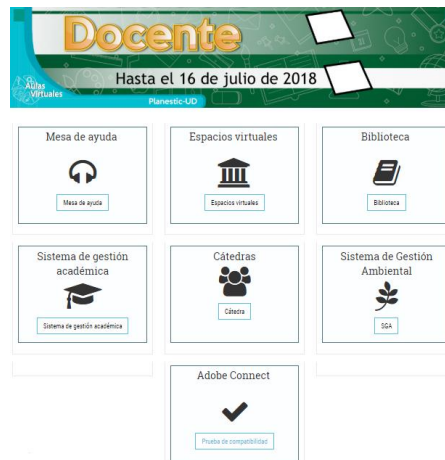 Docente
Hasta el 16 de julio de 2018
Aulas
Virtuales
Planestic-UD
Mesa de ayuda
Mesa de ayuda
Espacios virtuales
Espacios virtuales
Biblioteca
Biblioteca
Sistema de gestión
académica
Sistema de gestión académica
Cátedras
Cátedra
Sistema de Gestión
Ambiental
SGA
Adobe Connect
Prueba de compatibilidad